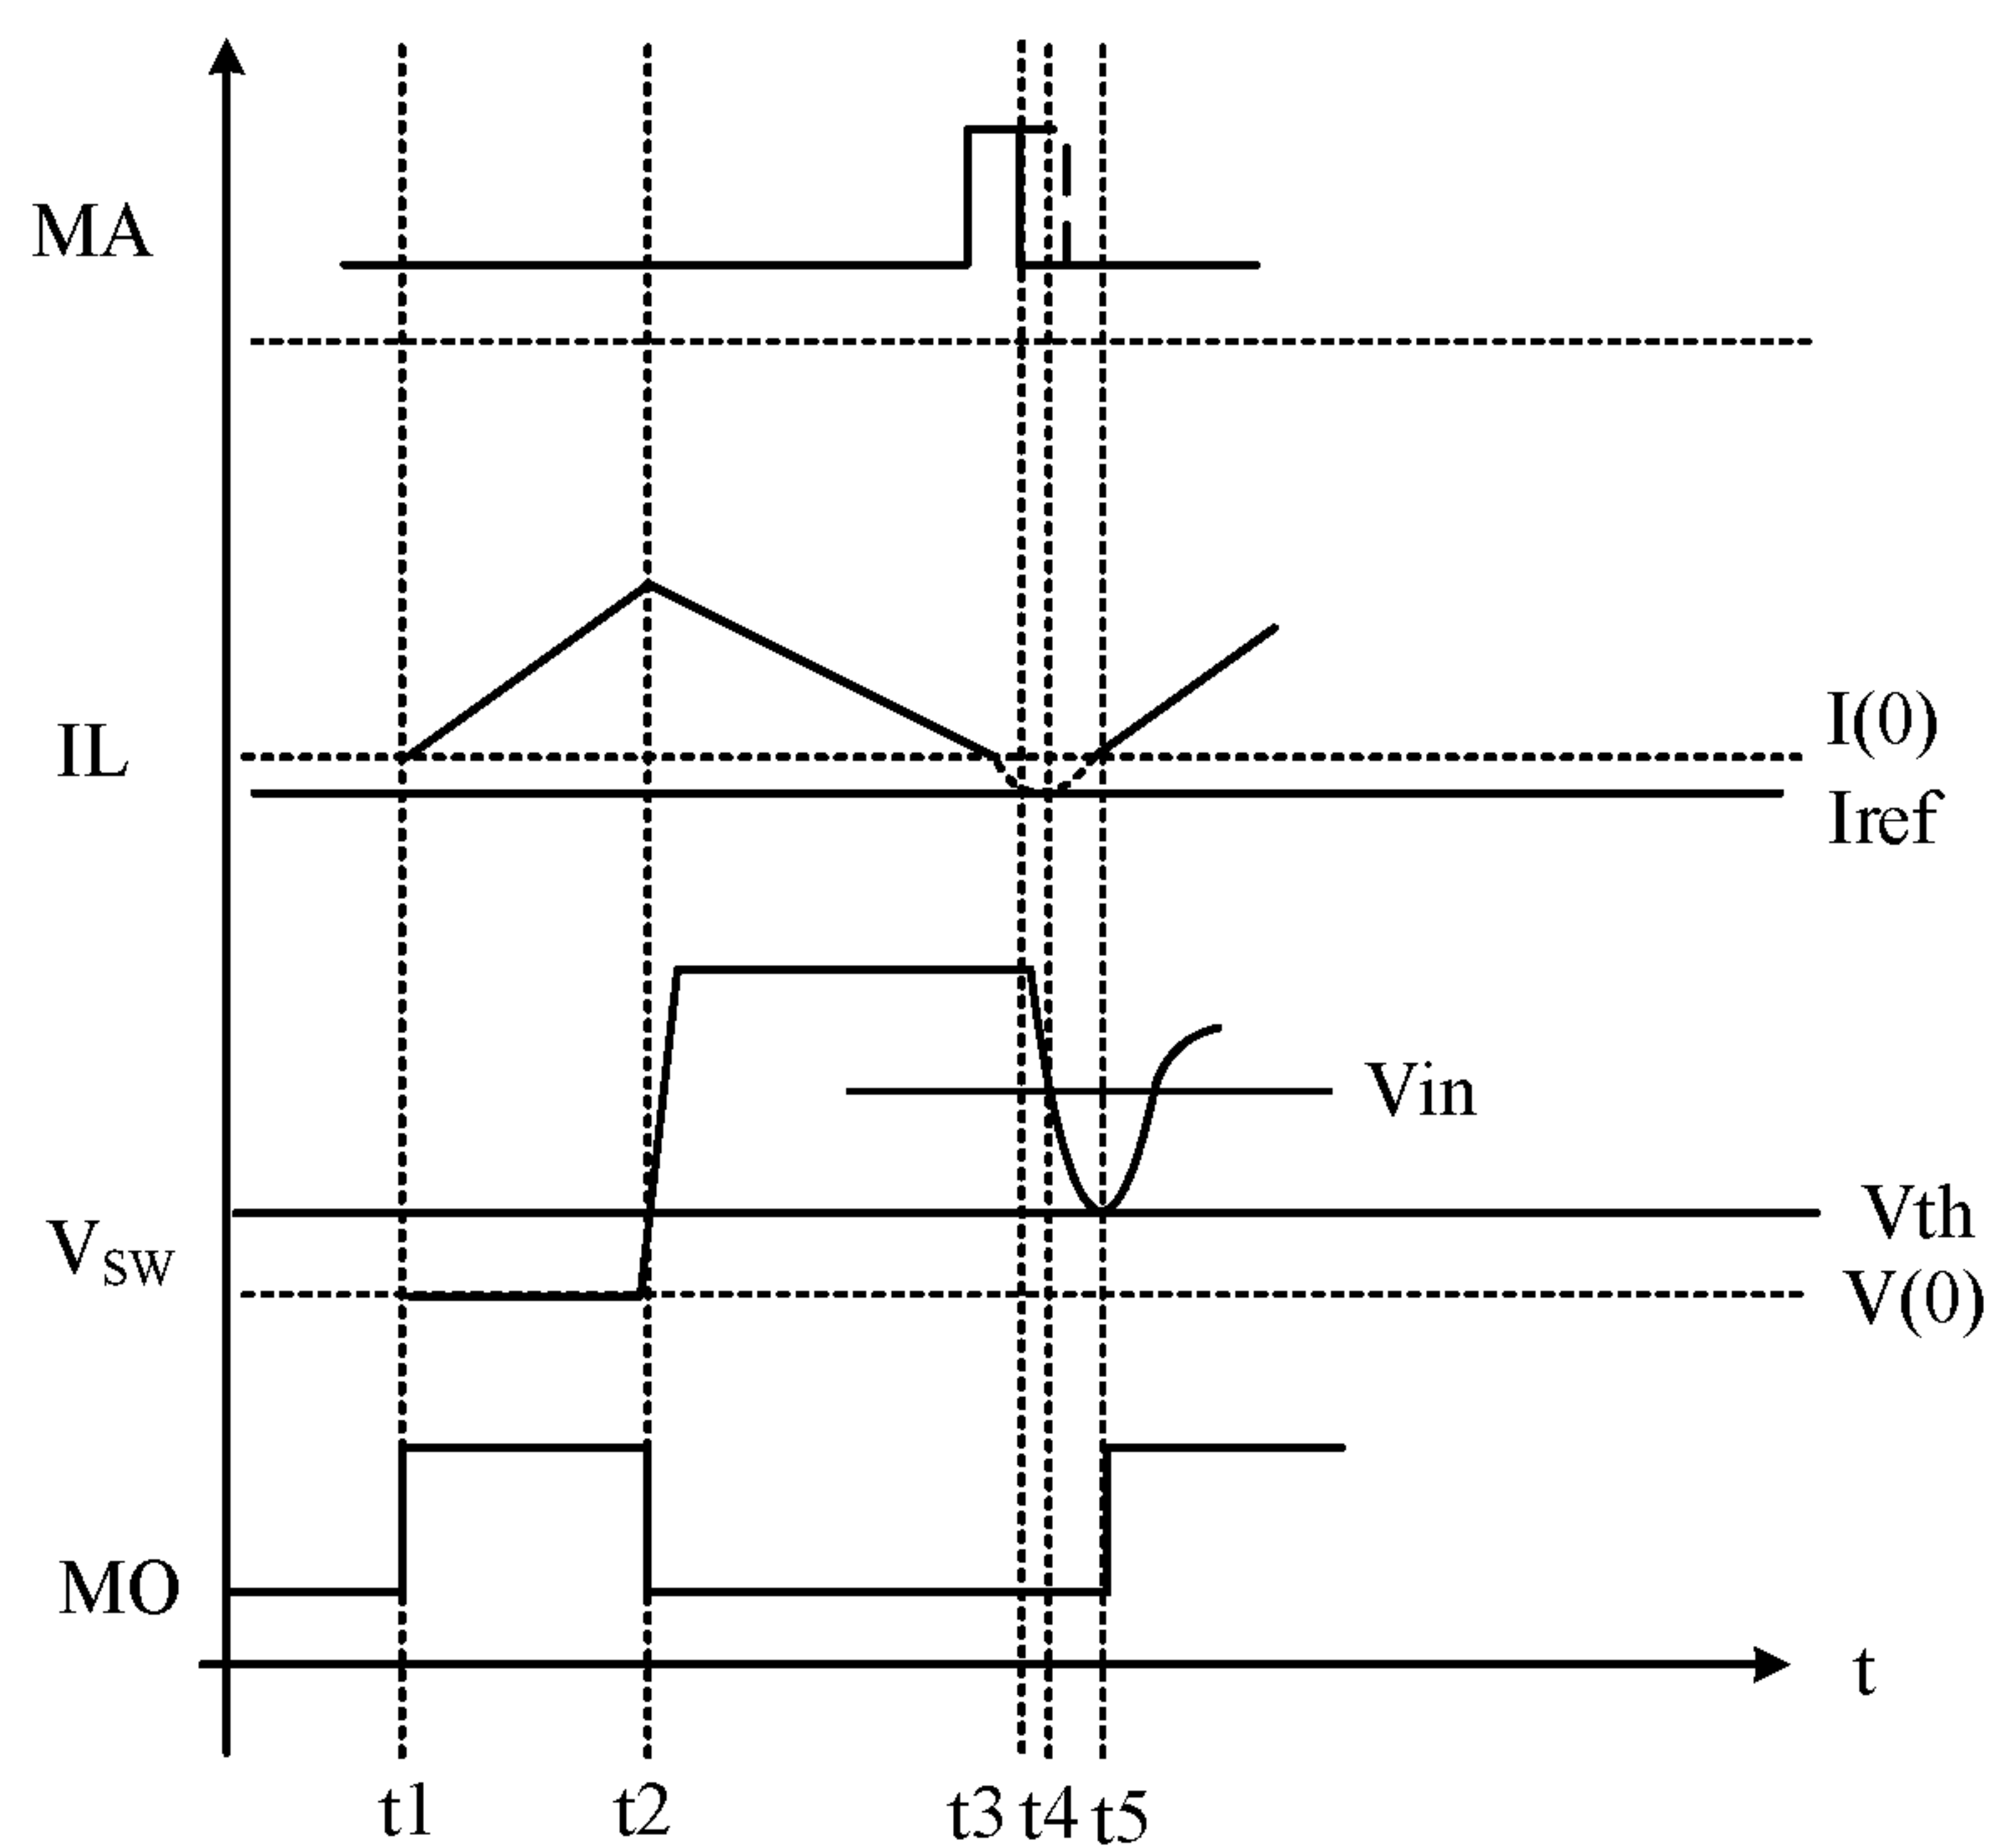 MA
I(0)
IL
Iref
Vin
Vth
VSW
V(0)
MO
t
t1 t2 t3 t4 t5